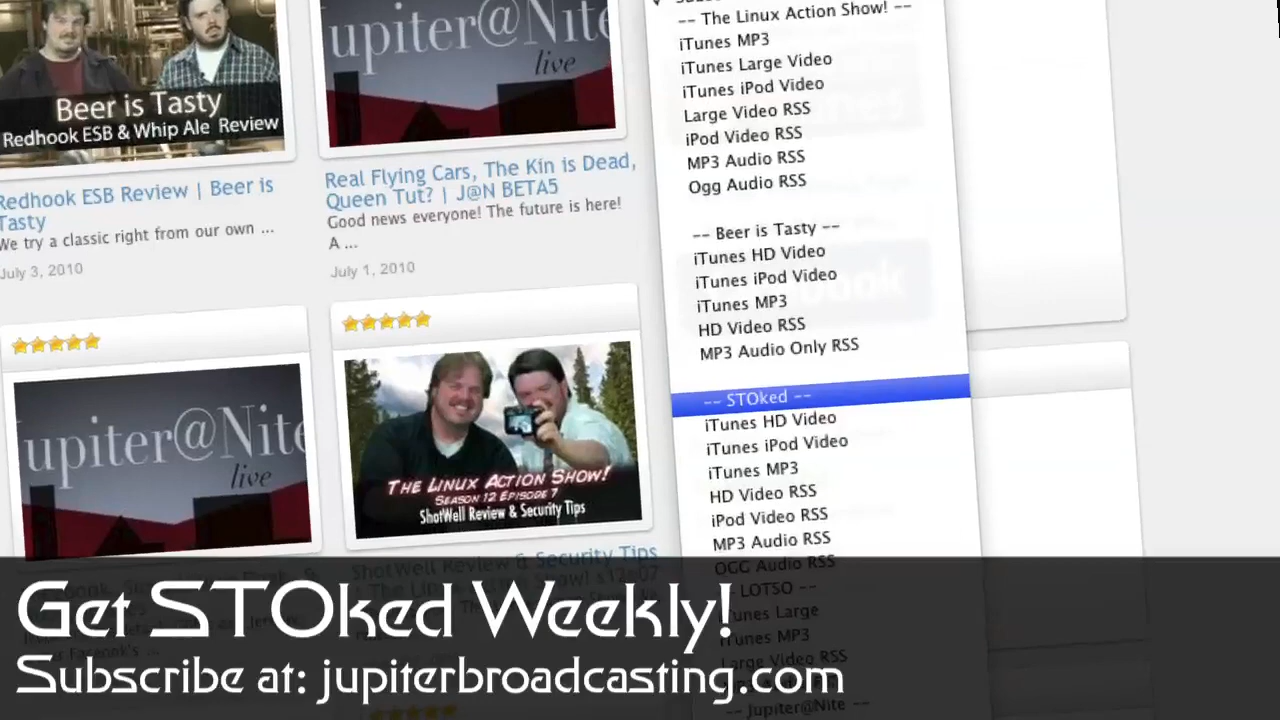 Beer is Tasty
Redhook ESB & Whip Ale Review
Redhook ESB Review | Beer is
Tasty
We try a classic right from our own ...
July 3, 2010
Jupiter@Nite
live
Real Flying Cars, The Kin is Dead,
Queen Tut? | J@N BETA5
Good news everyone! The future is here!
A ...
July 1, 2010
Jupiter@Nite
live
THE LINUX ACTION SHOW!
SEASON 12 EPISODE 7
ShotWell Review & Security Tips
ShotWell Review & Security Tips
-- The Linux Action Show! --
iTunes MP3
iTunes Large Video
iTunes iPod Video
Large Video RSS
iPod Video RSS
MP3 Audio RSS
Ogg Audio RSS
-- Beer is Tasty --
iTunes HD Video
iTunes iPod Video
iTunes MP3
HD Video RSS
MP3 Audio Only RSS
-- STOked --
iTunes HD Video
iTunes iPod Video
iTunes MP3
HD Video RSS
iPod Video RSS
MP3 Audio RSS
OGG Audio RSS
-- LOTSO --
iTunes Large
iTunes MP3
Large Video RSS
-- Jupiter@Nite --
Get STOked Weekly!
Subscribe at: jupiterbroadcasting.com